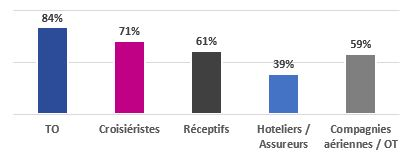 84%
71%
61%
39%
59%
TO
Croisiéristes
Réceptifs
Hoteliers /
Assureurs
Compagnies
aériennes / OT